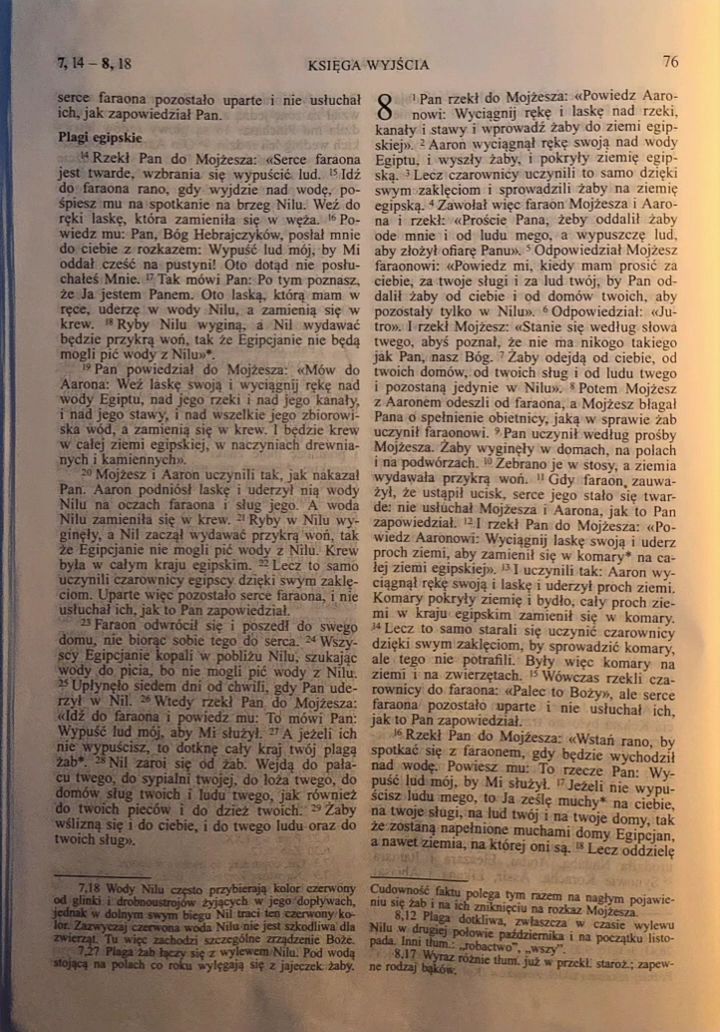 7, 14 – 8, 18
KSIĘGA WYJŚCIA
76
serce faraona pozostało uparte i nie usłuchał
ich, jak zapowiedział Pan.
Plagi egipskie
14 Rzekł Pan do Mojżesza: «Serce faraona
jest twarde, wzbrania się wypuścić lud. 15 Idź
do faraona rano, gdy wyjdzie nad wodę, po-
śpiesz mu na spotkanie na brzeg Nilu. Weź do
ręki laskę, która zamieniła się w węża. 16 Po-
wiedz mu: Pan, Bóg Hebrajczyków, posłał mnie
do ciebie z rozkazem: Wypuść lud mój, by Mi
oddał cześć na pustyni! Oto dotąd nie posłu-
chałeś Mnie. 17 Tak mówi Pan: Po tym poznasz,
że Ja jestem Panem. Oto laską, którą mam w
ręce, uderzę w wody Nilu, a zamienią się w
krew. 18 Ryby Nilu wyginą, a Nil wydawać
będzie przykrą woń, tak że Egipcjanie nie będą
mogli pić wody z Nilu»*.
19 Pan powiedział do Mojżesza: «Mów do
Aarona: Weź laskę swoją i wyciągnij rękę nad
wody Egiptu, nad jego rzeki i nad jego kanały,
i nad jego stawy, i nad wszelkie jego zbiorowi-
ska wód, a zamienią się w krew. I będzie krew
w całej ziemi egipskiej, w naczyniach drewnia-
nych i kamiennych».
20 Mojżesz i Aaron uczynili tak, jak nakazał
Pan. Aaron podniósł laskę i uderzył nią wody
Nilu na oczach faraona i sług jego. A woda
Nilu zamieniła się w krew. 21 Ryby w Nilu wy-
ginęły, a Nil zaczął wydawać przykrą woń, tak
że Egipcjanie nie mogli pić wody z Nilu. Krew
była w całym kraju egipskim. 22 Lecz to samo
uczynili czarownicy egipscy dzięki swym zaklę-
ciom. Uparte więc pozostało serce faraona, i nie
usłuchał ich, jak to Pan zapowiedział.
23 Faraon odwrócił się i poszedł do swego
domu, nie biorąc sobie tego do serca. 24 Wszy-
scy Egipcjanie kopali w pobliżu Nilu, szukając
wody do picia, bo nie mogli pić wody z Nilu.
25 Upłynęło siedem dni od chwili, gdy Pan ude-
rzył w Nil. 26 Wtedy rzekł Pan do Mojżesza:
«Idź do faraona i powiedz mu: To mówi Pan:
Wypuść lud mój, aby Mi służył. 27 A jeżeli ich
nie wypuścisz, to dotknę cały kraj twój plagą
żab*. 28 Nil zaroi się od żab. Wejdą do pała-
cu twego, do sypialni twojej, do łoża twego, do
domów sług twoich i ludu twego, jak również
do twoich pieców i do dzież twoich. 29 Żaby
wślizną się i do ciebie, i do twego ludu oraz do
twoich sług».
7,18 Wody Nilu często przybierają kolor czerwony
od glinki i drobnoustrojów żyjących w jego dopływach,
jednak w dolnym swym biegu Nil traci ten czerwony ko-
lor. Zazwyczaj czerwona woda Nilu nie jest szkodliwa dla
zwierząt. Tu więc zachodzi szczególne zrządzenie Boże.
7,27 Plaga żab łączy się z wylewem Nilu. Pod wodą
stojącą na polach co roku wylęgają się z jajeczek żaby.
8 1 Pan rzekł do Mojżesza: «Powiedz Aaro-
nowi: Wyciągnij rękę i laskę nad rzeki,
kanały i stawy i wprowadź żaby do ziemi egip-
skiej». 2 Aaron wyciągnął rękę swoją nad wody
Egiptu, i wyszły żaby, i pokryły ziemię egip-
ską. 3 Lecz czarownicy uczynili to samo dzięki
swym zaklęciom i sprowadzili żaby na ziemię
egipską. 4 Zawołał więc faraon Mojżesza i Aaro-
na i rzekł: «Proście Pana, żeby oddalił żaby
ode mnie i od ludu mego, a wypuszczę lud,
aby złożył ofiarę Panu». 5 Odpowiedział Mojżesz
faraonowi: «Powiedz mi, kiedy mam prosić za
ciebie, za twoje sługi i za lud twój, by Pan od-
dalił żaby od ciebie i od domów twoich, aby
pozostały tylko w Nilu». 6 Odpowiedział: «Ju-
tro». I rzekł Mojżesz: «Stanie się według słowa
twego, abyś poznał, że nie ma nikogo takiego
jak Pan, nasz Bóg. 7 Żaby odejdą od ciebie, od
twoich domów, od twoich sług i od ludu twego
i pozostaną jedynie w Nilu». 8 Potem Mojżesz
z Aaronem odeszli od faraona, a Mojżesz błagał
Pana o spełnienie obietnicy, jaką w sprawie żab
uczynił faraonowi. 9 Pan uczynił według prośby
Mojżesza. Żaby wyginęły w domach, na polach
i na podwórzach. 10 Zebrano je w stosy, a ziemia
wydawała przykrą woń. 11 Gdy faraon, zauwa-
żył, że ustąpił ucisk, serce jego stało się twar-
de: nie usłuchał Mojżesza i Aarona, jak to Pan
zapowiedział. 12 I rzekł Pan do Mojżesza: «Po-
wiedz Aaronowi: Wyciągnij laskę swoją i uderz
proch ziemi, aby zamienił się w komary* na ca-
łej ziemi egipskiej». 13 I uczynili tak: Aaron wy-
ciągnął rękę swoją i laskę i uderzył proch ziemi.
Komary pokryły ziemię i bydło, cały proch zie-
mi w kraju egipskim zamienił się w komary.
14 Lecz to samo starali się uczynić czarownicy
dzięki swym zaklęciom, by sprowadzić komary,
ale tego nie potrafili. Były więc komary na
ziemi i na zwierzętach. 15 Wówczas rzekli cza-
rownicy do faraona: «Palec to Boży», ale serce
faraona pozostało uparte i nie usłuchał ich,
jak to Pan zapowiedział.
16 Rzekł Pan do Mojżesza: «Wstań rano, by
spotkać się z faraonem, gdy będzie wychodził
nad wodę. Powiesz mu: To rzecze Pan: Wy-
puść lud mój, by Mi służył. 17 Jeżeli nie wypu-
ścisz ludu mego, to Ja ześlę muchy* na ciebie,
na twoje sługi, na lud twój i na twoje domy, tak
że zostaną napełnione muchami domy Egipcjan,
a nawet ziemia, na której oni są. 18 Lecz oddzielę
Cudowność faktu polega tym razem na nagłym pojawie-
niu się żab i na ich zniknięciu na rozkaz Mojżesza.
8,12 Plaga dotkliwa, zwłaszcza w czasie wylewu
Nilu w drugiej połowie października i na początku listo-
pada. Inni tłum.: „robactwo", „wszy".
8,17 Wyraz różnie tłum. już w przekł. staroż.; zapew-
ne rodzaj bąków.